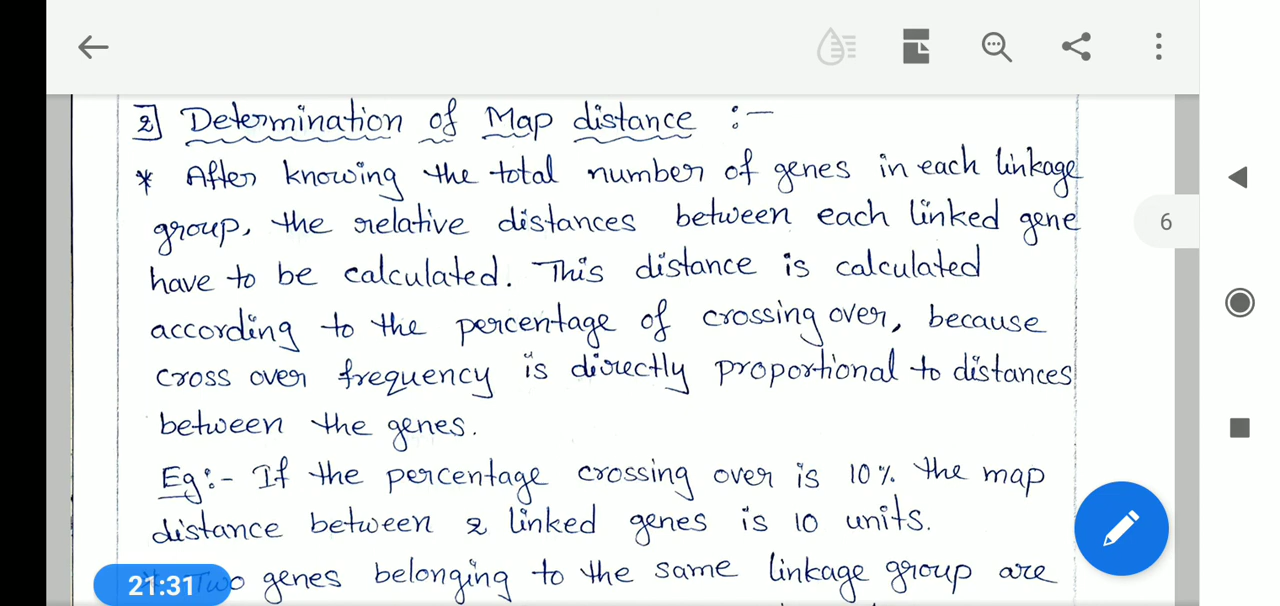 2] Determination of Map distance :-
* After knowing the total number of genes in each linkage
group, the relative distances between each linked gene
6
have to be calculated. This distance is calculated
according to the percentage of crossing over, because
cross over frequency is directly proportional to distances
between the genes.
Eg:- If the percentage crossing over is 10% the map
distance between 2 linked genes is 10 units.
21:31
Two genes belonging to the same linkage group are